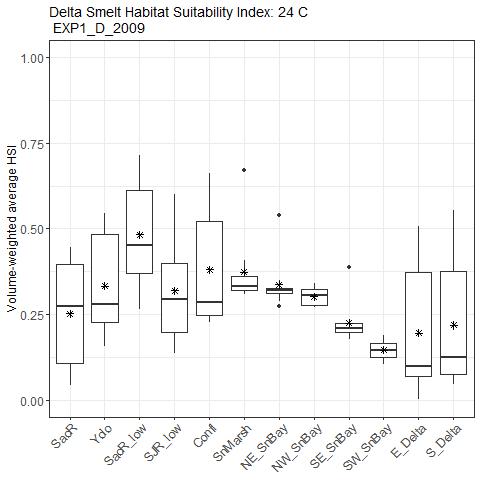 Delta Smelt Habitat Suitability Index: 24 C
EXP1_D_2009
Volume-weighted average HSI
1.00
0.75
0.50
0.25
0.00
SacR
Yolo
SacR_low
SJR_low
Confl
SnMarsh
NE_SnBay
NW_SnBay
SE_SnBay
SW_SnBay
E_Delta
S_Delta